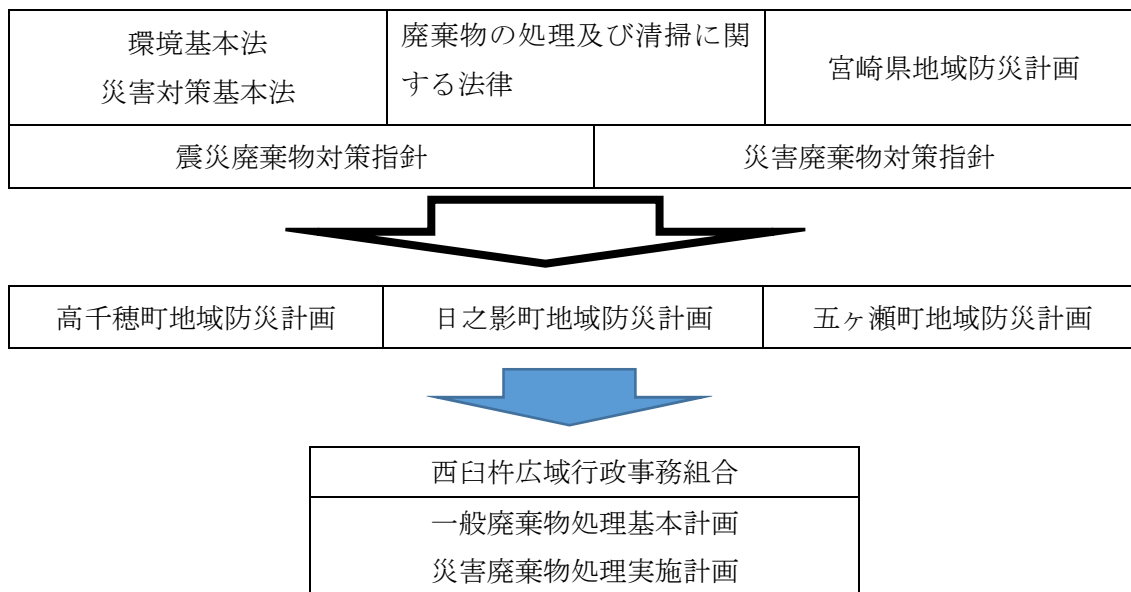 環境基本法
災害対策基本法
廃棄物の処理及び清掃に関
する法律
宮崎県地域防災計画
震災廃棄物対策指針
災害廃棄物対策指針
高千穂町地域防災計画
日之影町地域防災計画
五ヶ瀬町地域防災計画
西臼杵広域行政事務組合
一般廃棄物処理基本計画
災害廃棄物処理実施計画